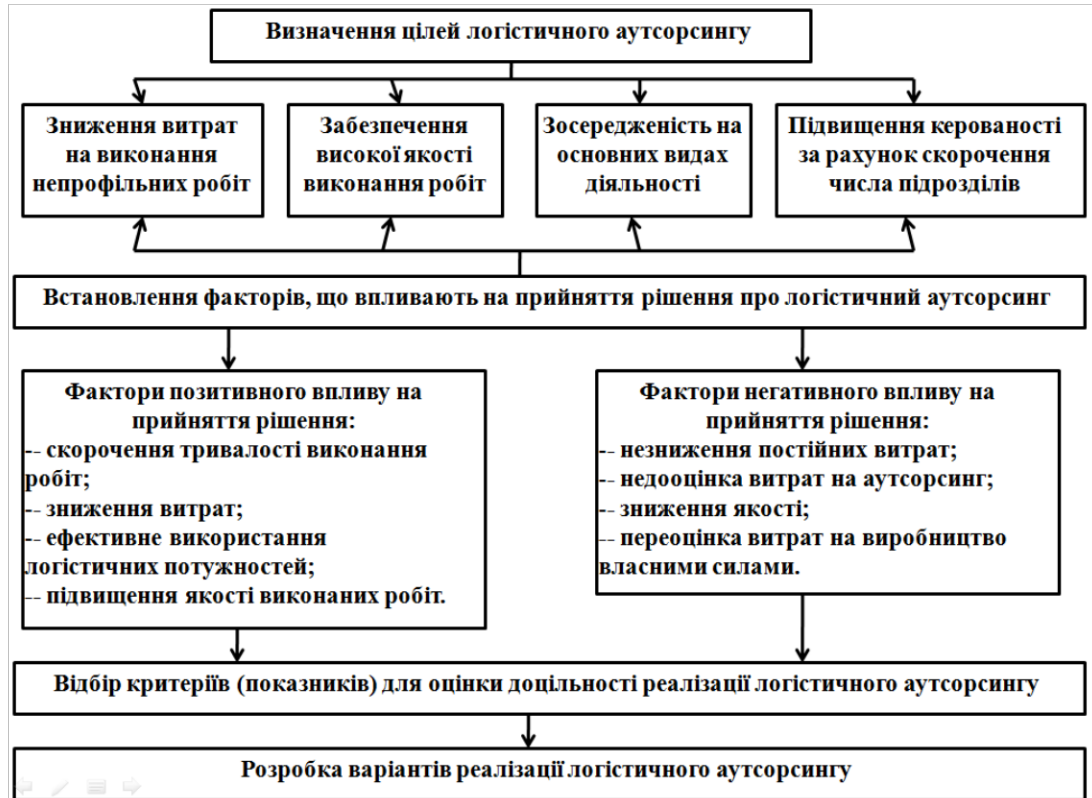 Визначення цілей логістичного аутсорсингу
Зниження витрат
на виконання
непрофільних робіт
Забезпечення
високої якості
виконання робіт
Зосередженість на
основних видах
діяльності
Підвищення керованості
за рахунок скорочення
числа підрозділів
Встановлення факторів, що впливають на прийняття рішення про логістичний аутсорсинг
Фактори позитивного впливу на
прийняття рішення:
-– скорочення тривалості виконання
робіт;
-– зниження витрат;
-– ефективне використання
логістичних потужностей;
-– підвищення якості виконаних робіт.
Фактори негативного впливу на
прийняття рішення:
-– незниження постійних витрат;
-– недооцінка витрат на аутсорсинг;
-– зниження якості;
-– переоцінка витрат на виробництво
власними силами.
Відбір критеріїв (показників) для оцінки доцільності реалізації логістичного аутсорсингу
Розробка варіантів реалізації логістичного аутсорсингу